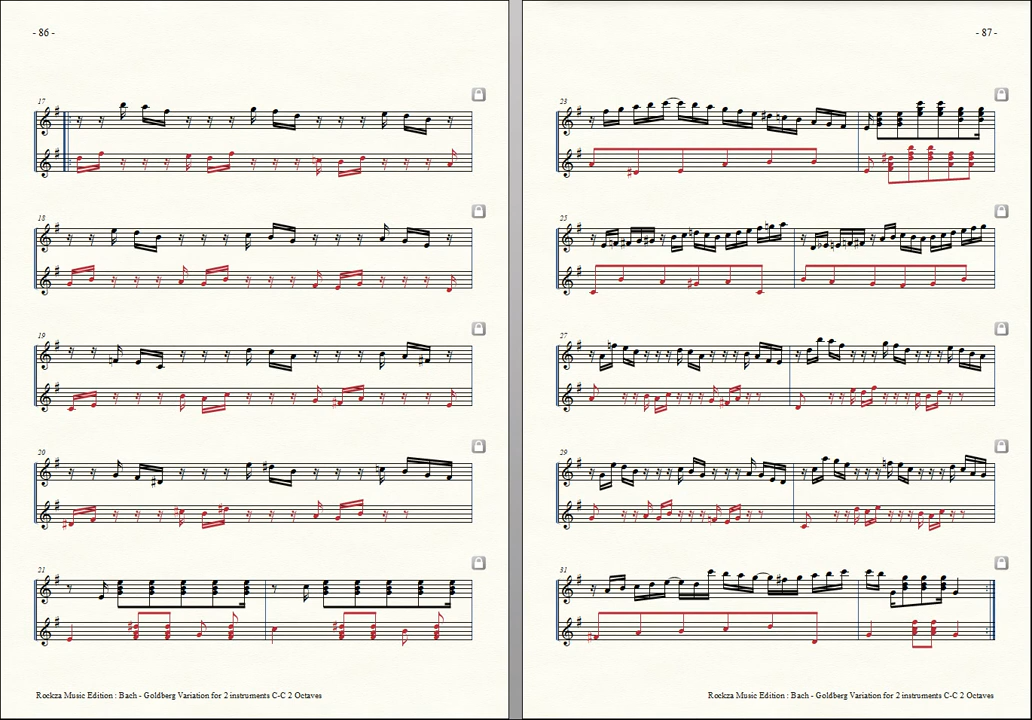 - 86 -
17
18
19
20
21
Rockza Music Edition : Bach - Goldberg Variation for 2 instruments C-C 2 Octaves
- 87 -
23
25
27
29
31
Rockza Music Edition : Bach - Goldberg Variation for 2 instruments C-C 2 Octaves